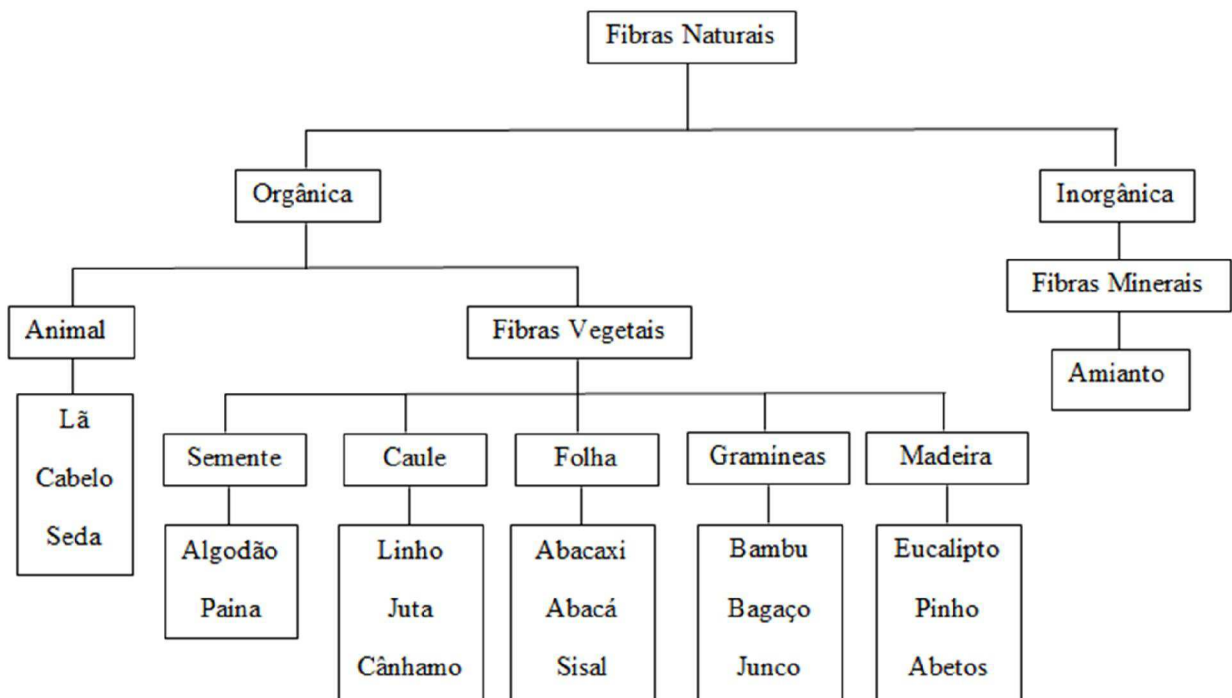 Fibras Naturais
Orgânica
Inorgânica
Fibras Minerais
Animal
Fibras Vegetais
Amianto
Lã
Cabelo
Seda
Semente
Caule
Folha
Gramíneas
Madeira
Algodão
Paina
Linho
Juta
Cânhamo
Abacaxi
Abacá
Sisal
Bambu
Bagaço
Junco
Eucalipto
Pinho
Abetos